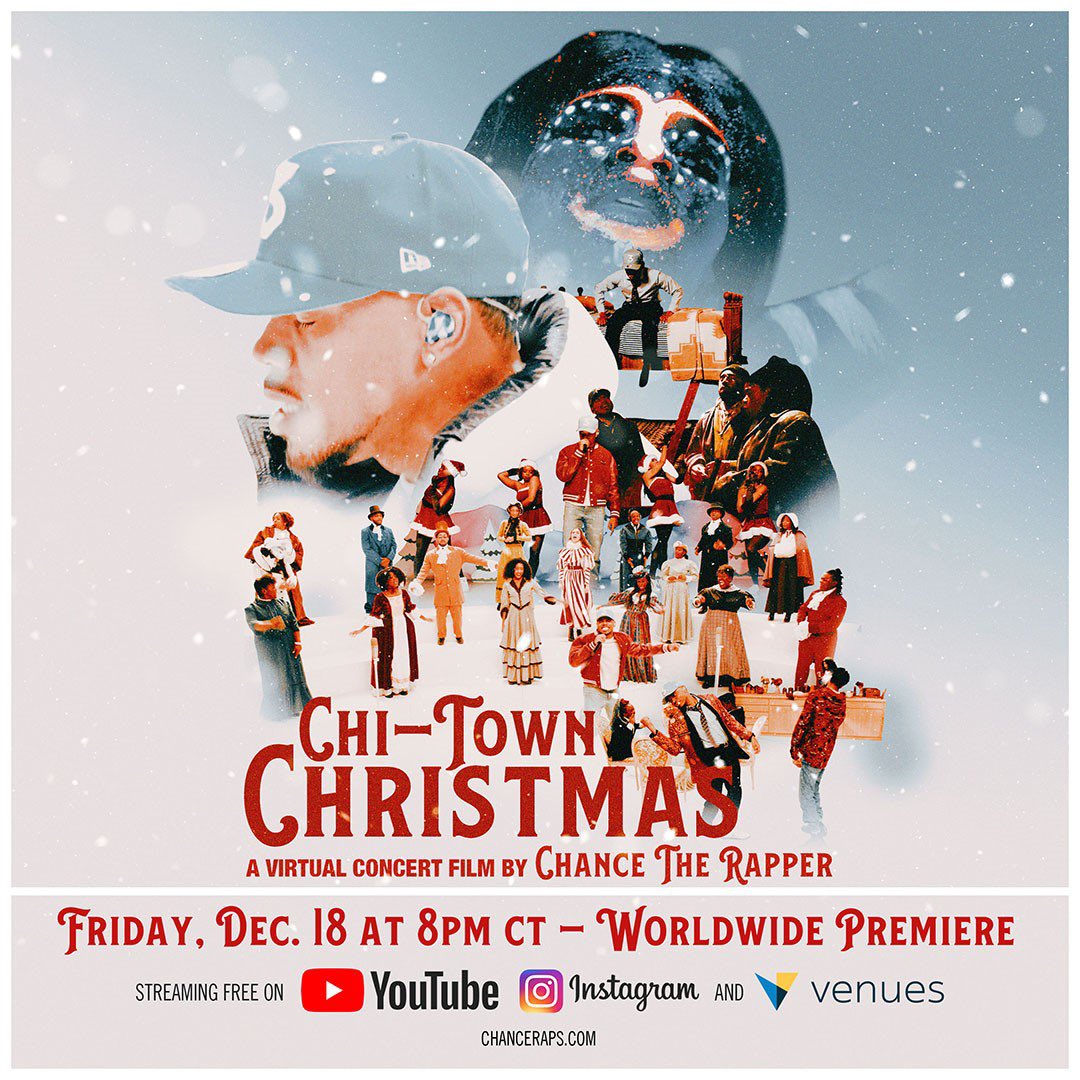 Chi-Town
Christmas
A VIRTUAL CONCERT FILM BY Chance The Rapper
Friday, Dec. 18 at 8pm CT – Worldwide Premiere
STREAMING FREE ON YouTube Instagram AND venues
CHANCERAPS.COM